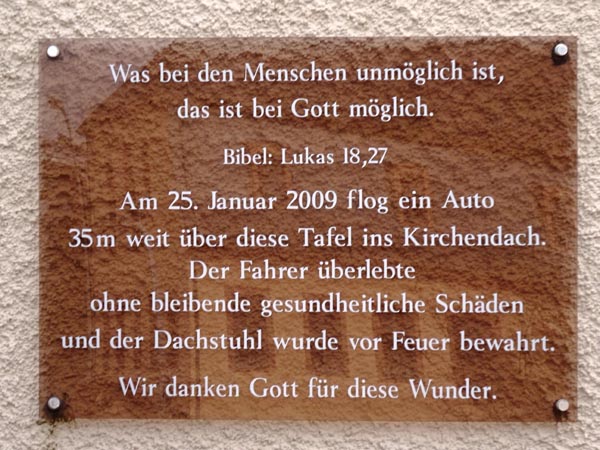 Was bei den Menschen unmöglich ist,
das ist bei Gott möglich.
Bibel: Lukas 18,27
Am 25. Januar 2009 flog ein Auto
35m weit über diese Tafel ins Kirchendach.
Der Fahrer überlebte
ohne bleibende gesundheitliche Schäden
und der Dachstuhl wurde vor Feuer bewahrt.
Wir danken Gott für diese Wunder.